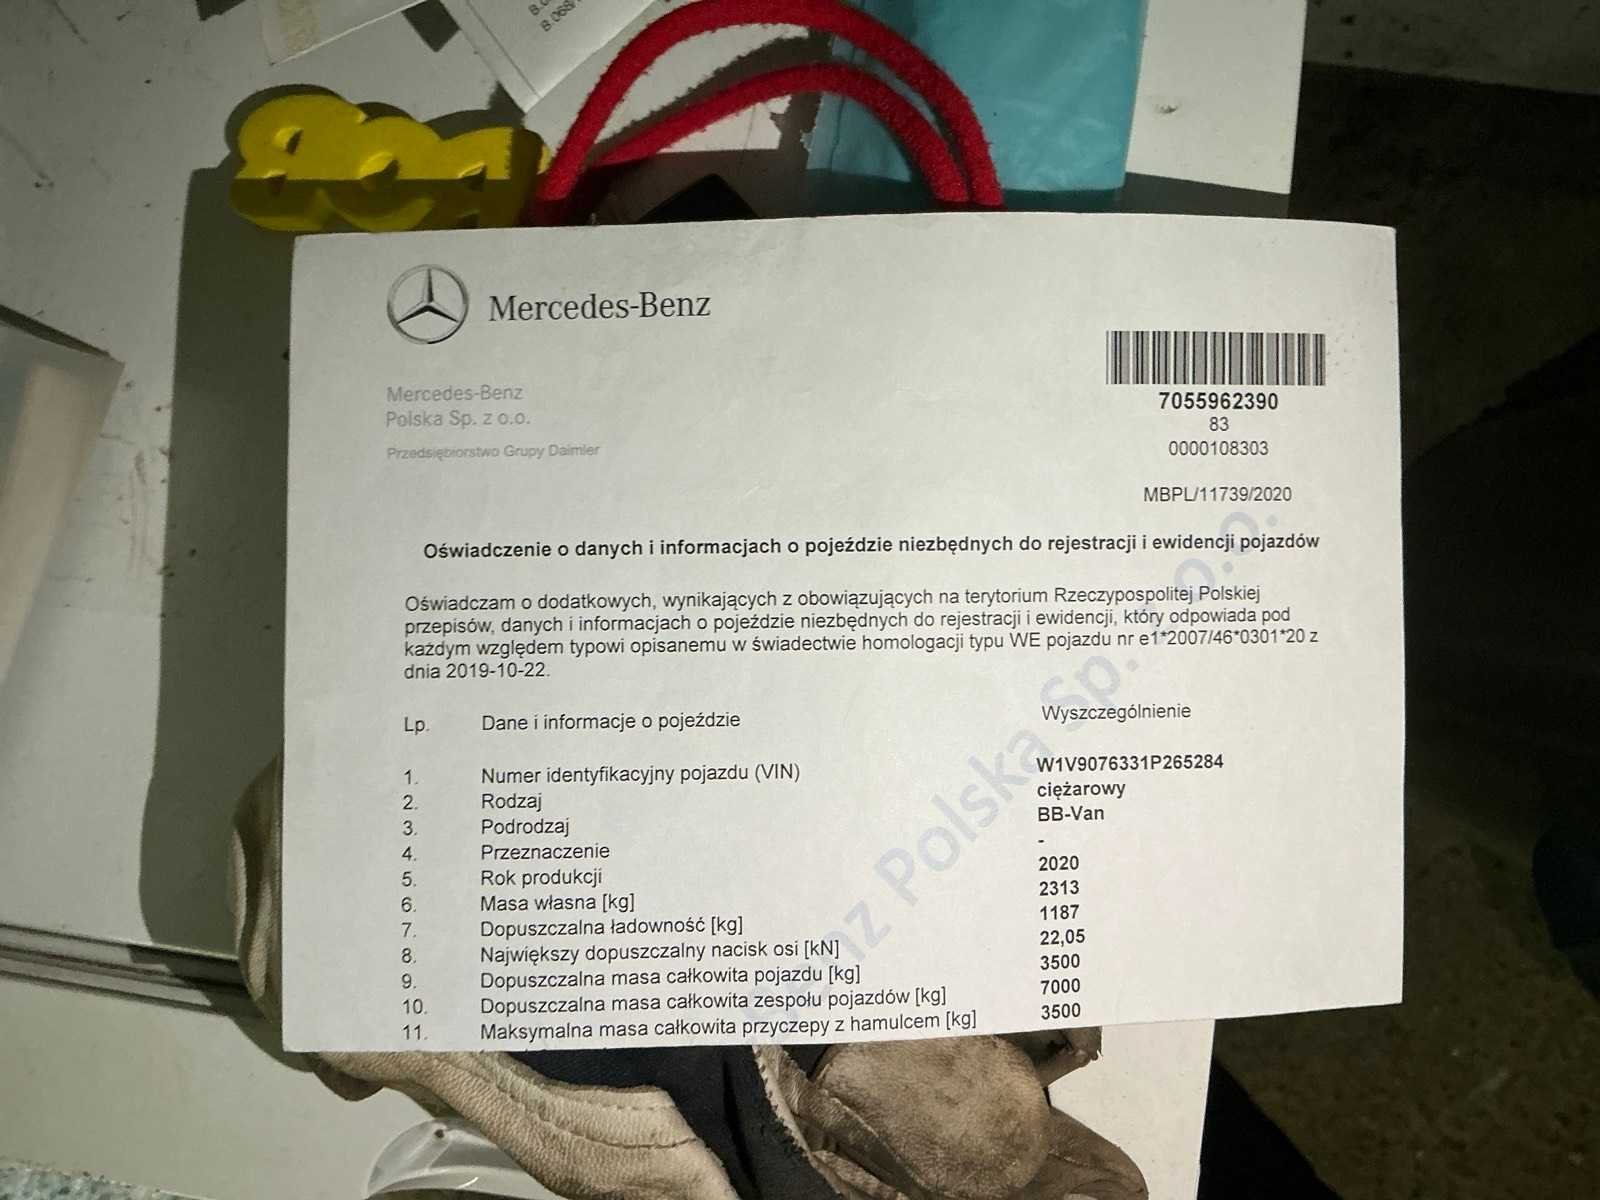 B.068/
Mercedes-Benz
Mercedes-Benz
Polska Sp. z o.o.
Przedsiębiorstwo Grupy Daimler
7055962390
83
0000108303
MBPL/11739/2020
Oświadczenie o danych i informacjach o pojeździe niezbędnych do rejestracji i ewidencji pojazdów
Oświadczam o dodatkowych, wynikających z obowiązujących na terytorium Rzeczypospolitej Polskiej
przepisów, danych i informacjach o pojeździe niezbędnych do rejestracji i ewidencji, który odpowiada pod
każdym względem typowi opisanemu w świadectwie homologacji typu WE pojazdu nr e1*2007/46*0301*20 z
dnia 2019-10-22.
Lp. Dane i informacje o pojeździe Wyszczególnienie
1. Numer identyfikacyjny pojazdu (VIN) W1V9076331P265284
2. Rodzaj ciężarowy
3. Podrodzaj BB-Van
4. Przeznaczenie -
5. Rok produkcji 2020
6. Masa własna [kg] 2313
7. Dopuszczalna ładowność [kg] 1187
8. Największy dopuszczalny nacisk osi [kN] 22,05
9. Dopuszczalna masa całkowita pojazdu [kg] 3500
10. Dopuszczalna masa całkowita zespołu pojazdów [kg] 7000
11. Maksymalna masa całkowita przyczepy z hamulcem [kg] 3500
enz Polska Sp. z o.o.